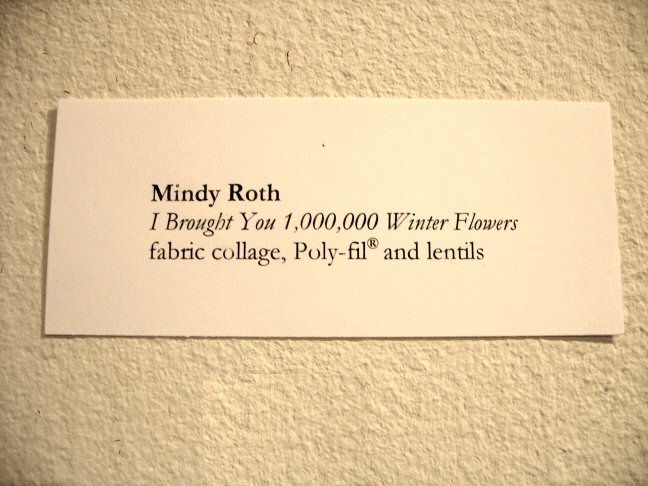 Mindy Roth
I Brought You 1,000,000 Winter Flowers
fabric collage, Poly-fil® and lentils